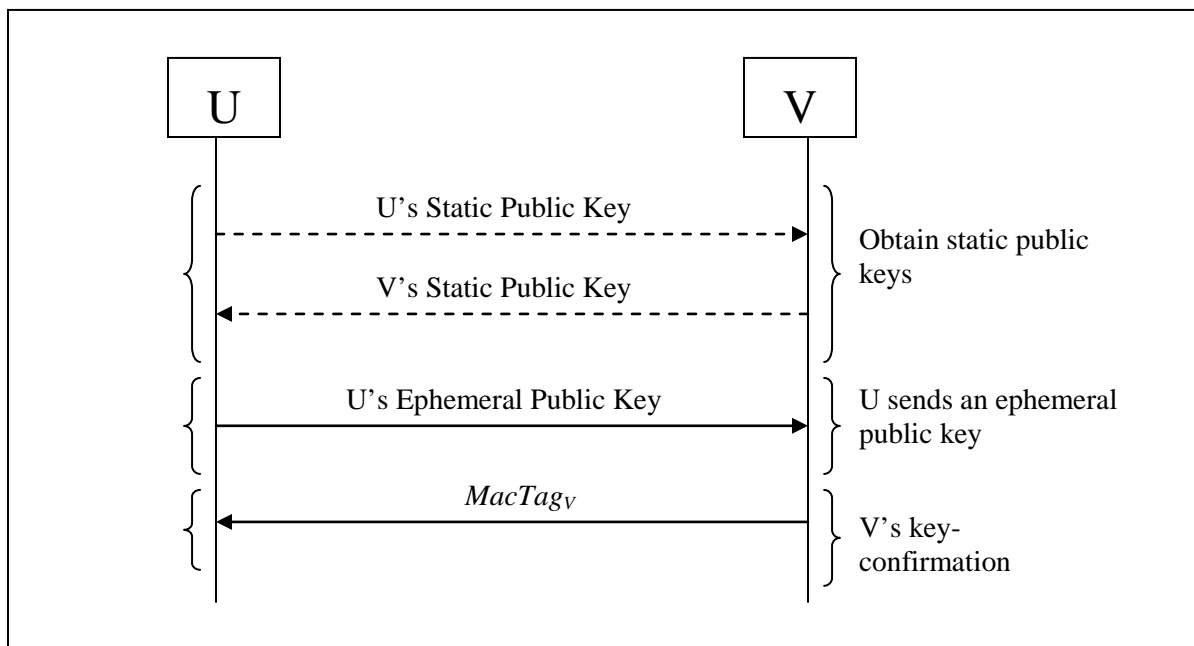 U
V
U’s Static Public Key
V’s Static Public Key
Obtain static public
keys
U’s Ephemeral Public Key
U sends an ephemeral
public key
MacTagV
V’s key-
confirmation